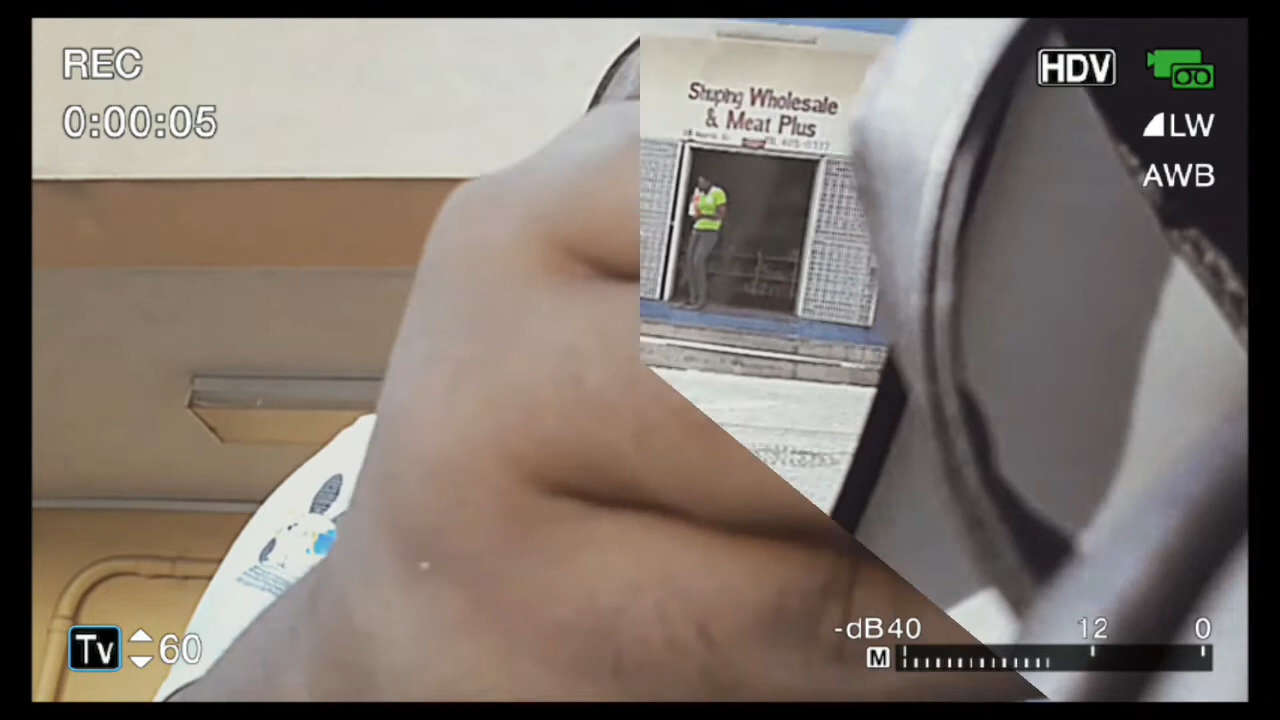 REC
0:00:05
HDV
LW
AWB
Shuping Wholesale
& Meat Plus
Tv 60
-dB40 12 0
M